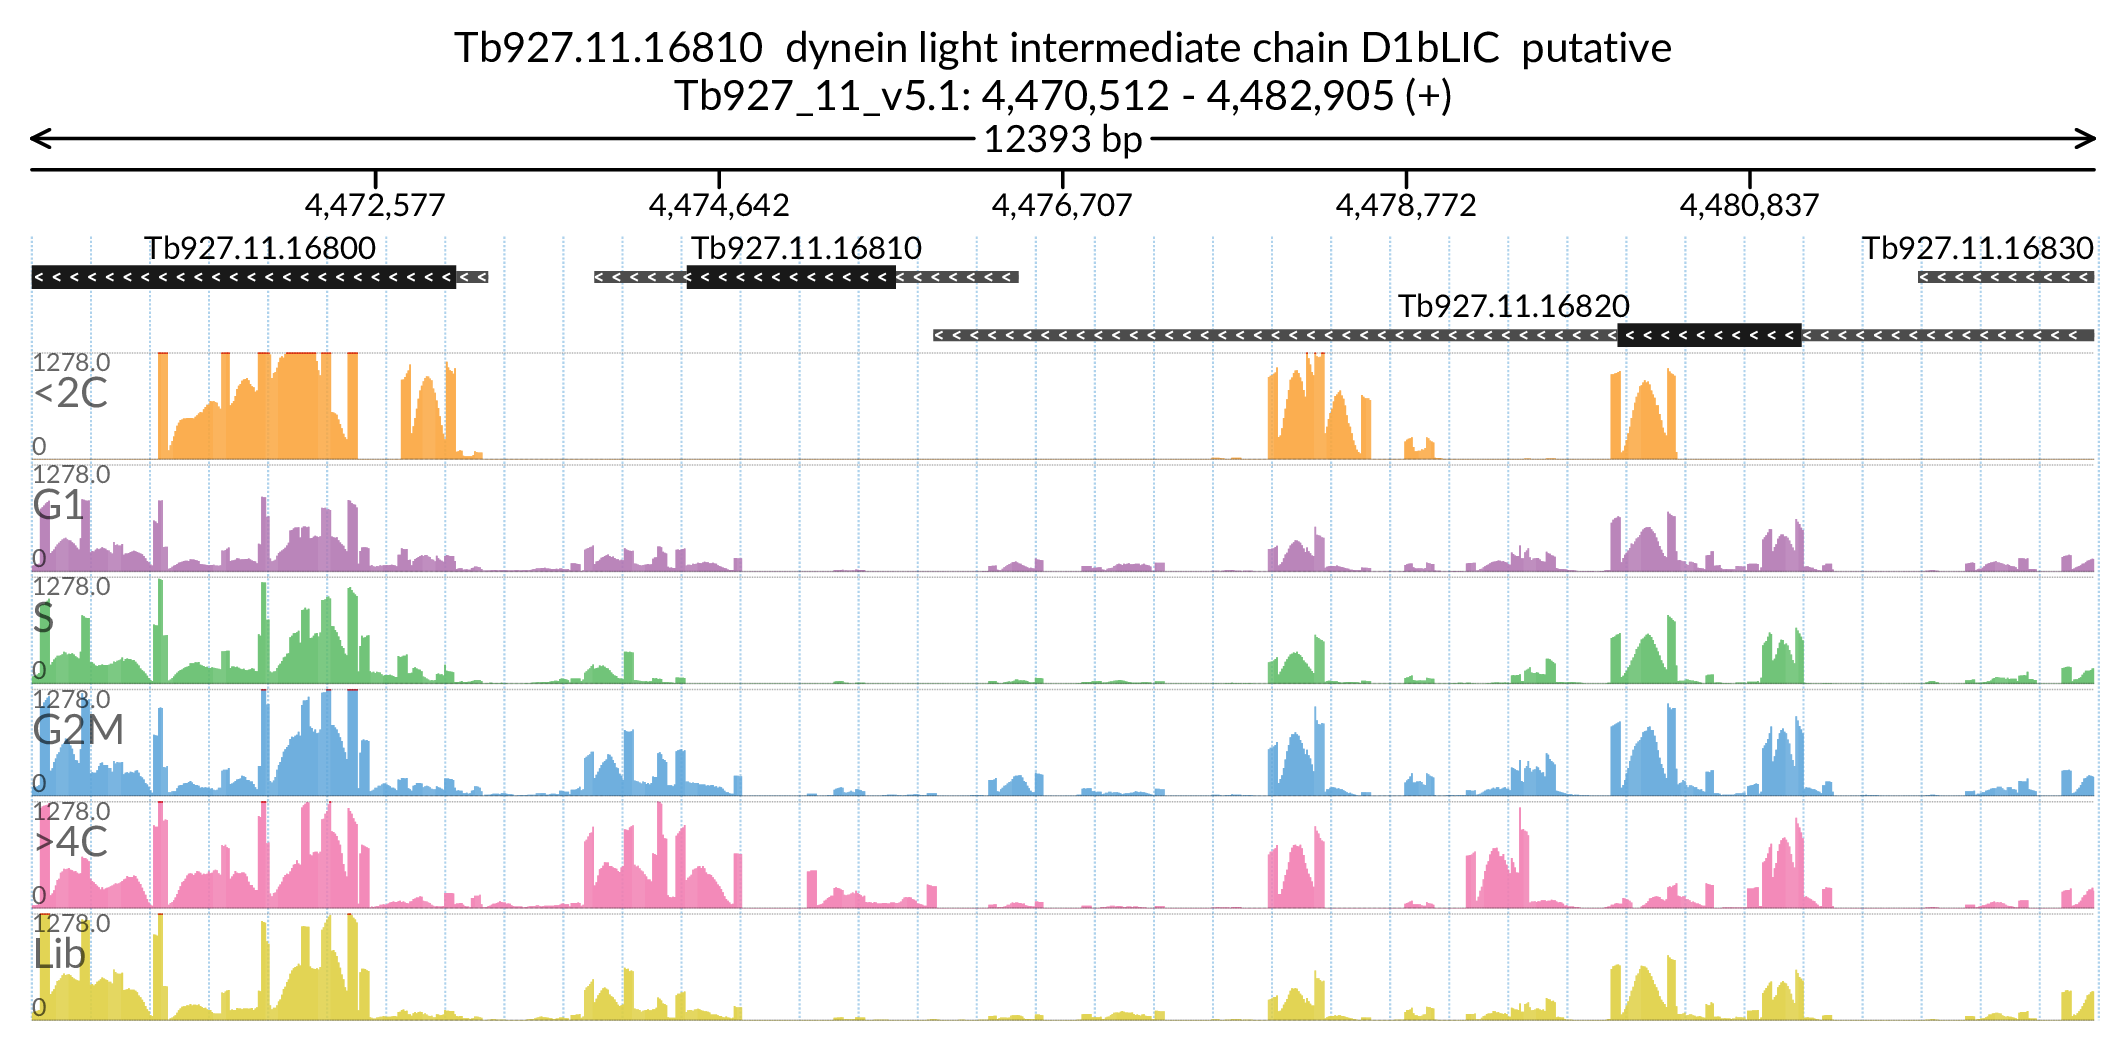 Tb927.11.16810  dynein light intermediate chain D1bLIC  putative
Tb927_11_v5.1: 4,470,512 - 4,482,905 (+)
12393 bp
4,472,577 4,474,642 4,476,707 4,478,772 4,480,837
Tb927.11.16800 Tb927.11.16810 Tb927.11.16830
Tb927.11.16820
1278.0
<2C
0
1278.0
G1
0
1278.0
S
0
1278.0
G2M
0
1278.0
>4C
0
1278.0
Lib
0